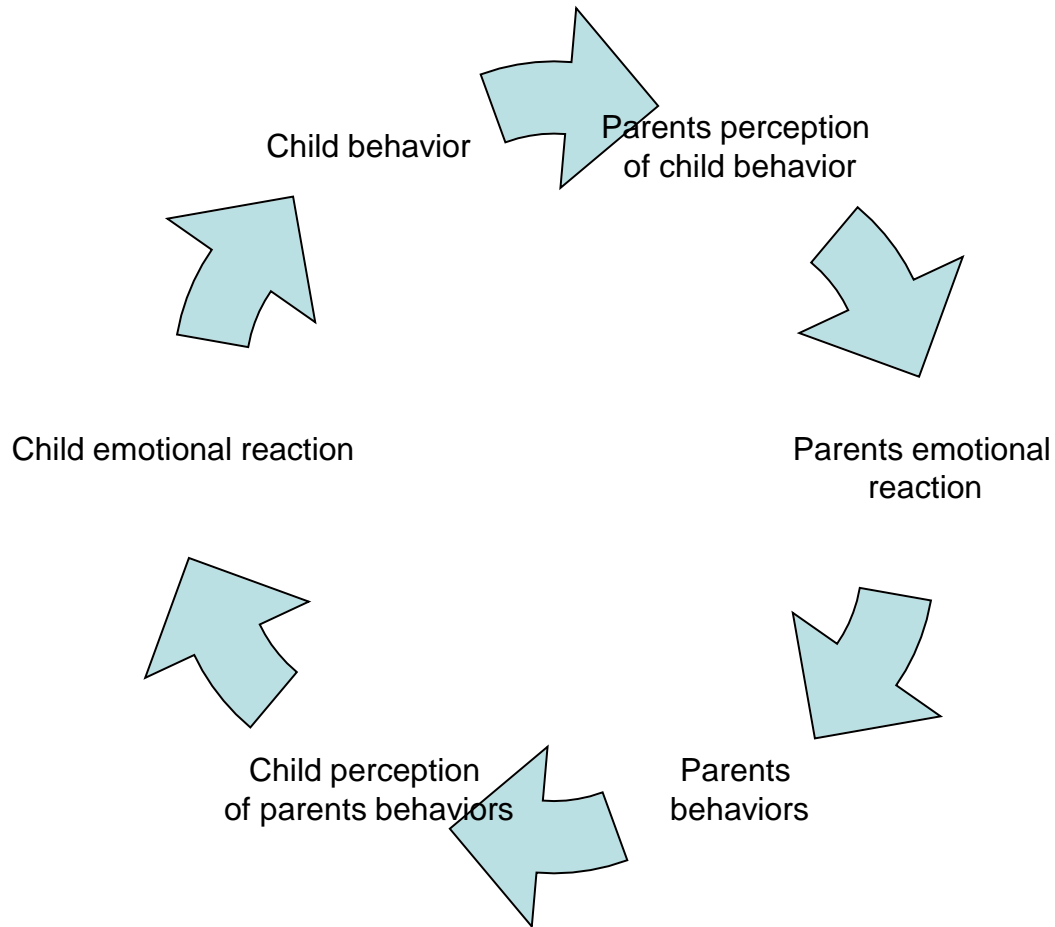 Child behavior
Parents perception
of child behavior
Parents emotional
reaction
Parents
behaviors
Child perception
of parents behaviors
Child emotional reaction